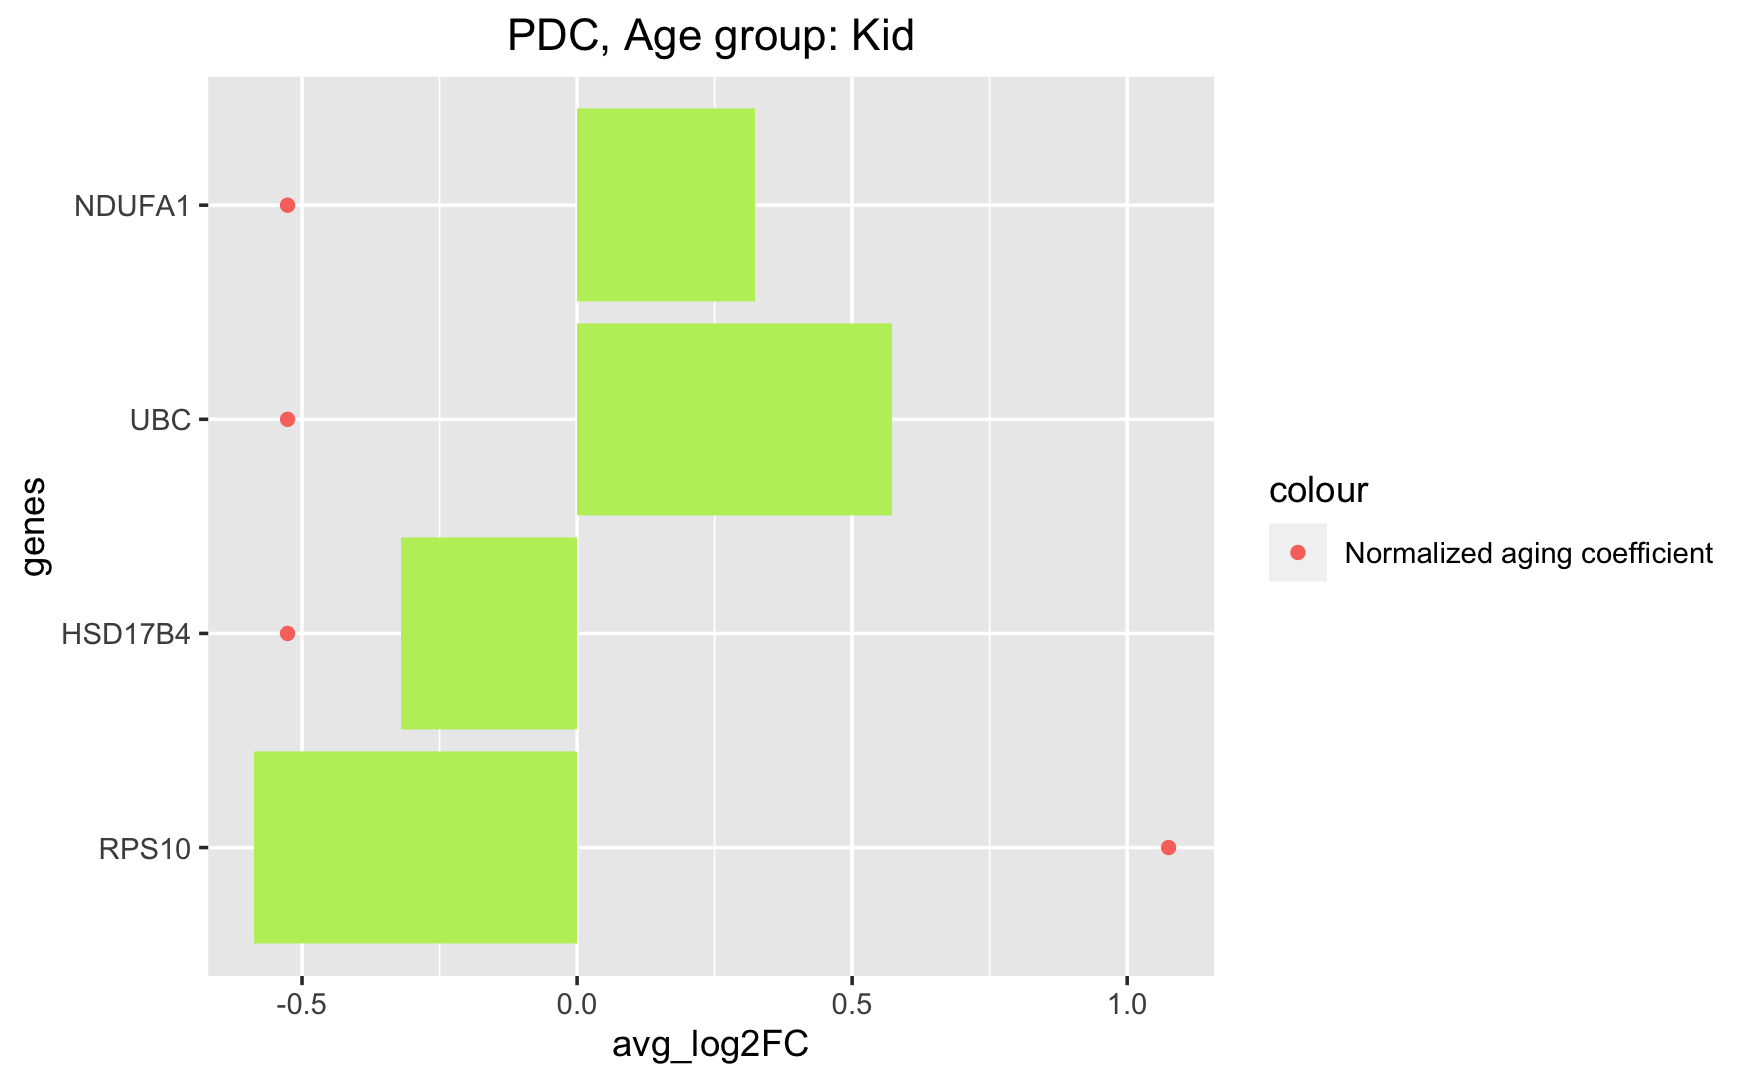 PDC, Age group: Kid
genes
NDUFA1
UBC
HSD17B4
RPS10
-0.5 0.0 0.5 1.0
avg_log2FC
colour
Normalized aging coefficient